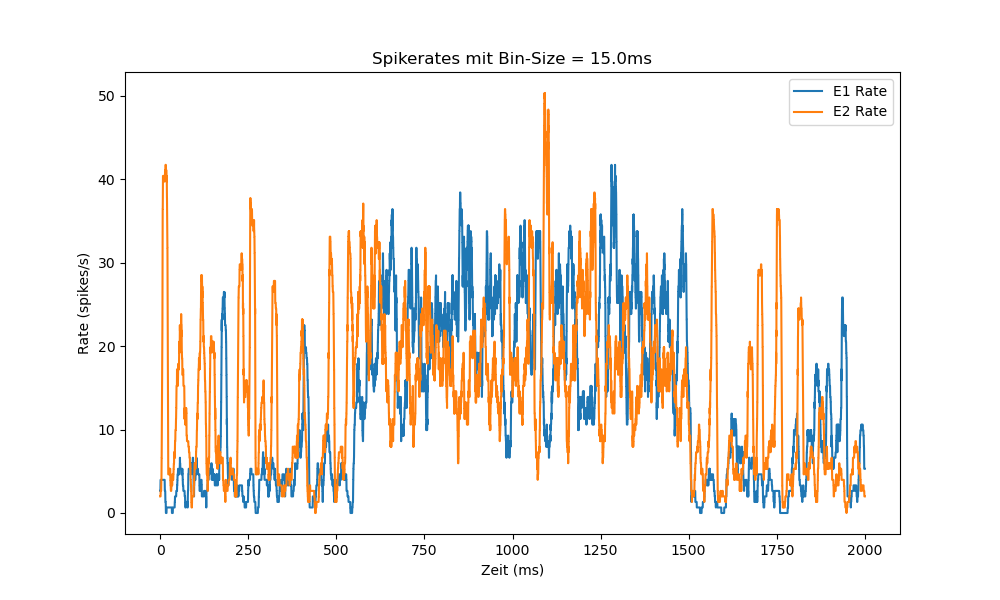 Spikerates mit Bin-Size = 15.0ms
E1 Rate
E2 Rate
50
40
30
20
10
0
Rate (spikes/s)
0 250 500 750 1000 1250 1500 1750 2000
Zeit (ms)